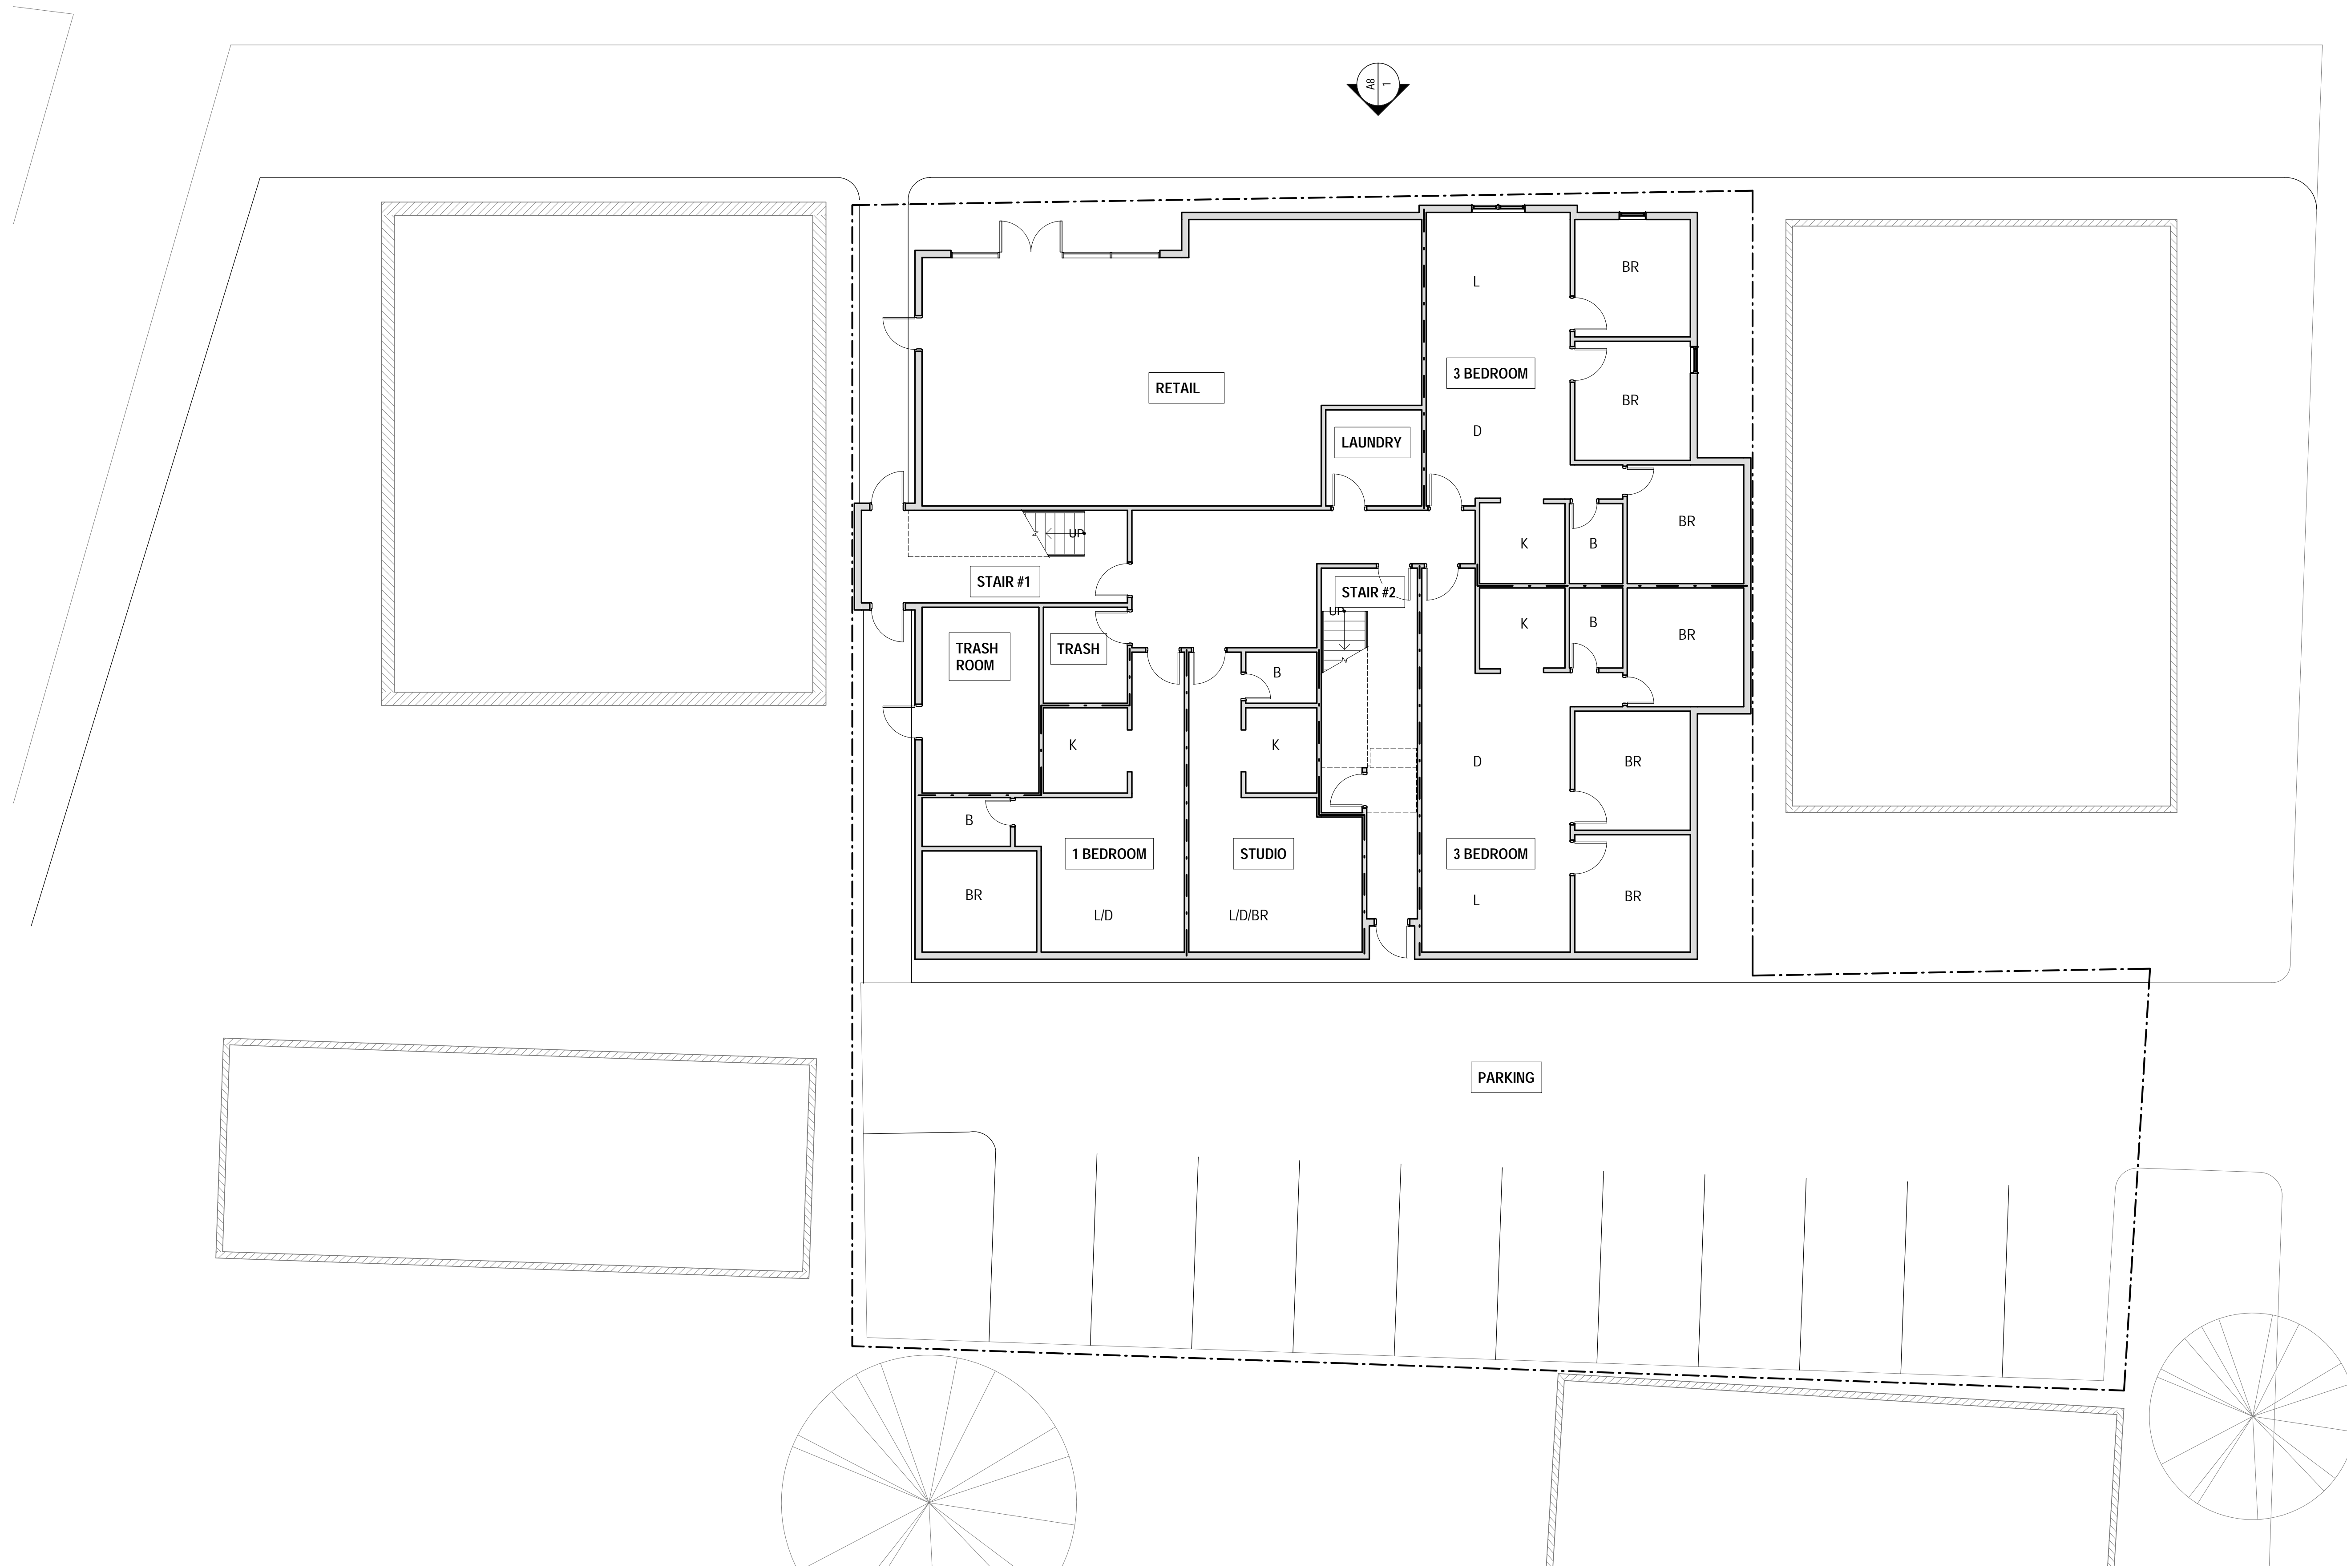 A8
1
L
BR
3 BEDROOM
RETAIL
BR
D
LAUNDRY
BR
UP
K
B
STAIR #1
STAIR #2
UP
K
B
BR
TRASH
ROOM
TRASH
B
K
K
D
BR
B
1 BEDROOM
STUDIO
3 BEDROOM
BR
L
BR
L/D
L/D/BR
PARKING